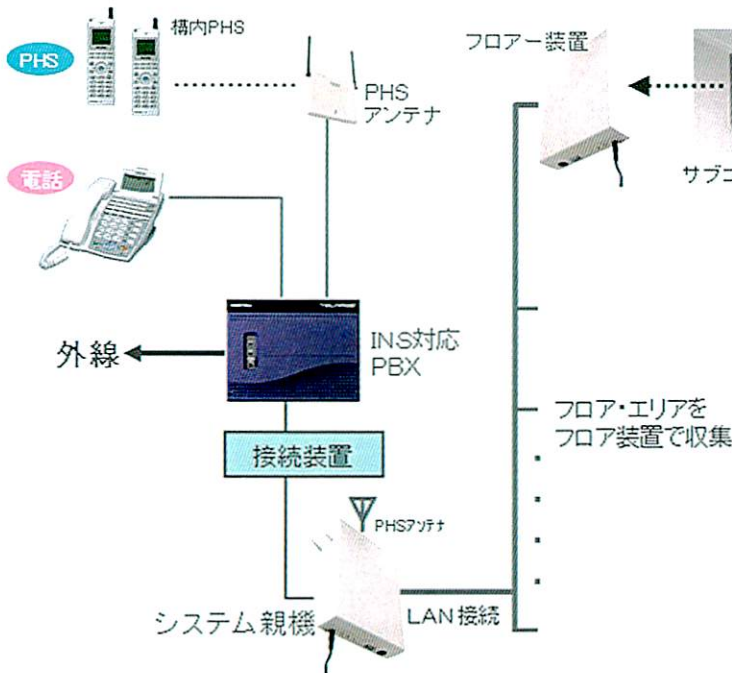 PHS
構内PHS
PHS
アンテナ
フロアー装置
電話
外線
INS対応
PBX
接続装置
フロア・エリアを
フロア装置で収集
PHSアンテナ
システム親機
LAN接続